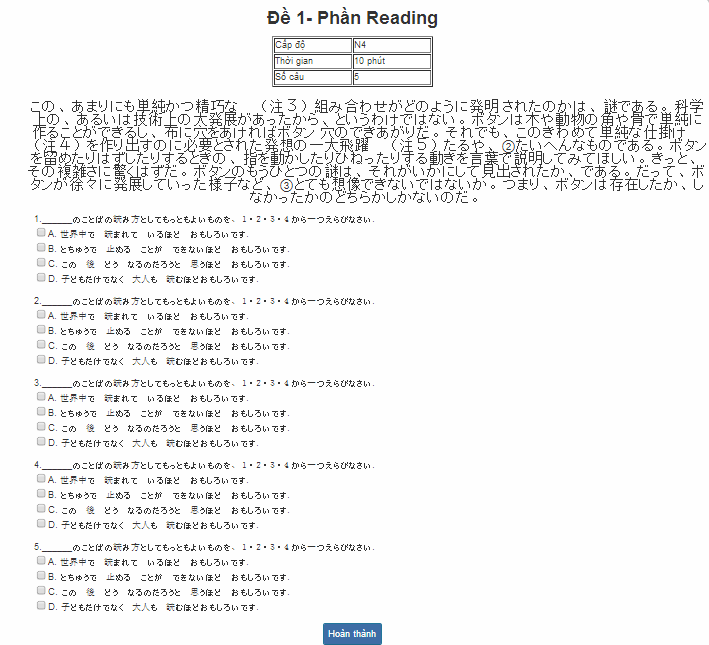 Đề 1- Phần Reading
Cấp độ N4
Thời gian 10 phút
Số câu 5
この、あまりにも単純かつ精巧な　（注３）組み合わせがどのように発明されたのかは、謎である。科学
上の、あるいは技術上の大発展があったから、というわけではない。ボタンは木や動物の角や骨で単純に
作ることができるし、布に穴をあければボタン 穴のできあがりだ。それでも、このきわめて単純な仕掛け
（注４）を作り出すのに必要とされた発想の一大飛躍　（注５）たるや、②たいへんなものである。ボタン
を留めたりはずしたりするときの、指を動かしたりひねったりする動きを言葉で説明してみてほしい。きっと、
その複雑さに驚くはずだ。ボタンのもうひとつの謎は、それがいかにして見出されたか、である。だって、ボ
タンが徐々に発展していった様子など、③とても想像できないではないか。つまり、ボタンは存在したか、し
なかったかのどちらかしかないのだ。
1.______のことばの読み方としてもっともよいものを、1・2・3・4から一つえらびなさい.
A. 世界中で　読まれて　いるほど　おもしろいです.
B. とちゅうで　止める　ことが　できないほど　おもしろいです.
C. この　後　どう　なるのだろうと　思うほど　おもしろいです.
D. 子どもだけでなく　大人も　読むほどおもしろいです.
2.______のことばの読み方としてもっともよいものを、1・2・3・4から一つえらびなさい.
A. 世界中で　読まれて　いるほど　おもしろいです.
B. とちゅうで　止める　ことが　できないほど　おもしろいです.
C. この　後　どう　なるのだろうと　思うほど　おもしろいです.
D. 子どもだけでなく　大人も　読むほどおもしろいです.
3.______のことばの読み方としてもっともよいものを、1・2・3・4から一つえらびなさい.
A. 世界中で　読まれて　いるほど　おもしろいです.
B. とちゅうで　止める　ことが　できないほど　おもしろいです.
C. この　後　どう　なるのだろうと　思うほど　おもしろいです.
D. 子どもだけでなく　大人も　読むほどおもしろいです.
4.______のことばの読み方としてもっともよいものを、1・2・3・4から一つえらびなさい.
A. 世界中で　読まれて　いるほど　おもしろいです.
B. とちゅうで　止める　ことが　できないほど　おもしろいです.
C. この　後　どう　なるのだろうと　思うほど　おもしろいです.
D. 子どもだけでなく　大人も　読むほどおもしろいです.
5.______のことばの読み方としてもっともよいものを、1・2・3・4から一つえらびなさい.
A. 世界中で　読まれて　いるほど　おもしろいです.
B. とちゅうで　止める　ことが　できないほど　おもしろいです.
C. この　後　どう　なるのだろうと　思うほど　おもしろいです.
D. 子どもだけでなく　大人も　読むほどおもしろいです.
Hoàn thành